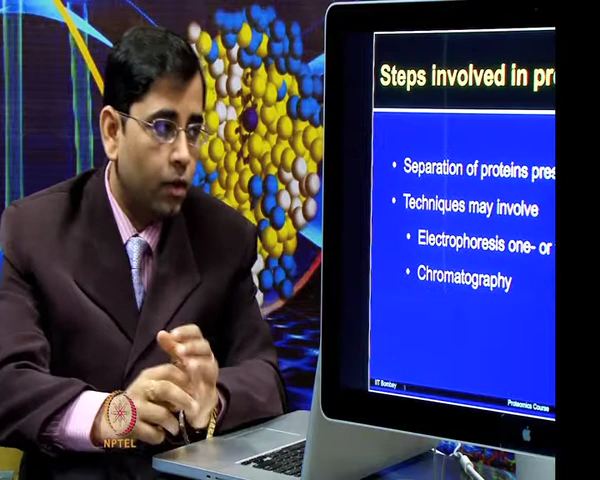 Steps involved in pr
• Separation of proteins pres
• Techniques may involve
• Electrophoresis one- or
• Chromatography
IIT Bombay
Proteomics Course
NPTEL